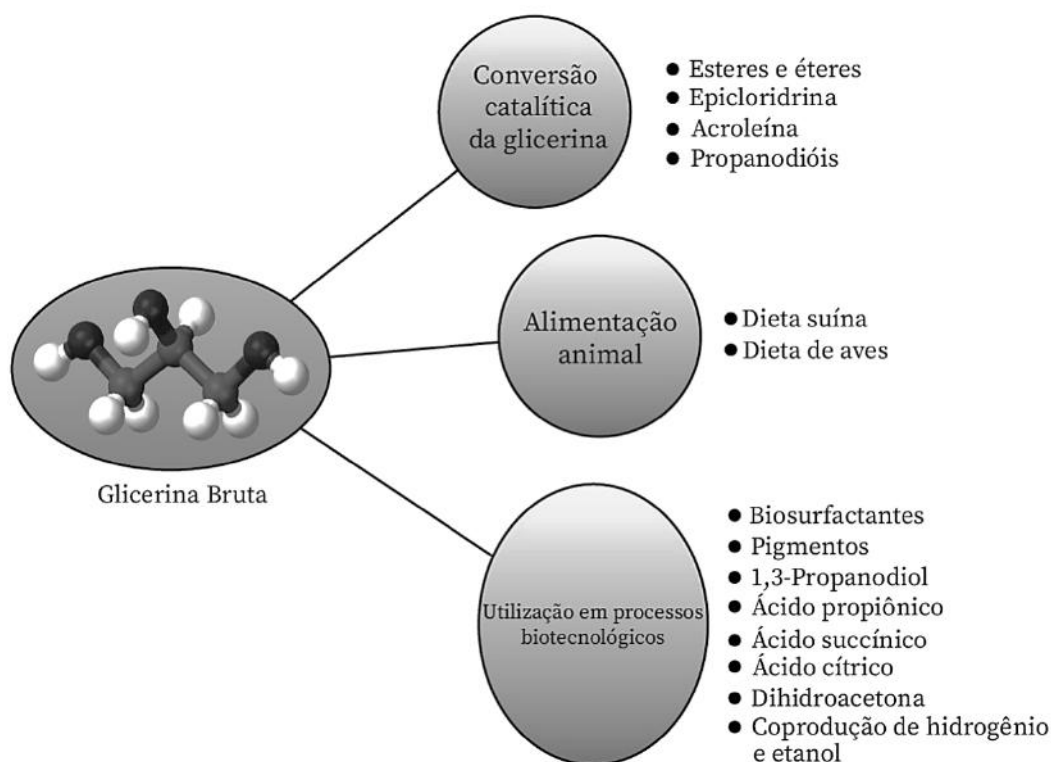 Conversão
catalítica
da glicerina
● Esteres e éteres
● Epicloridrina
● Acroleína
● Propanodióis
Alimentação
animal
● Dieta suína
● Dieta de aves
Glicerina Bruta
Utilização em processos
biotecnológicos
● Biosurfactantes
● Pigmentos
● 1,3-Propanodiol
● Ácido propiônico
● Ácido succínico
● Ácido cítrico
● Dihidroacetona
● Coprodução de hidrogênio
e etanol